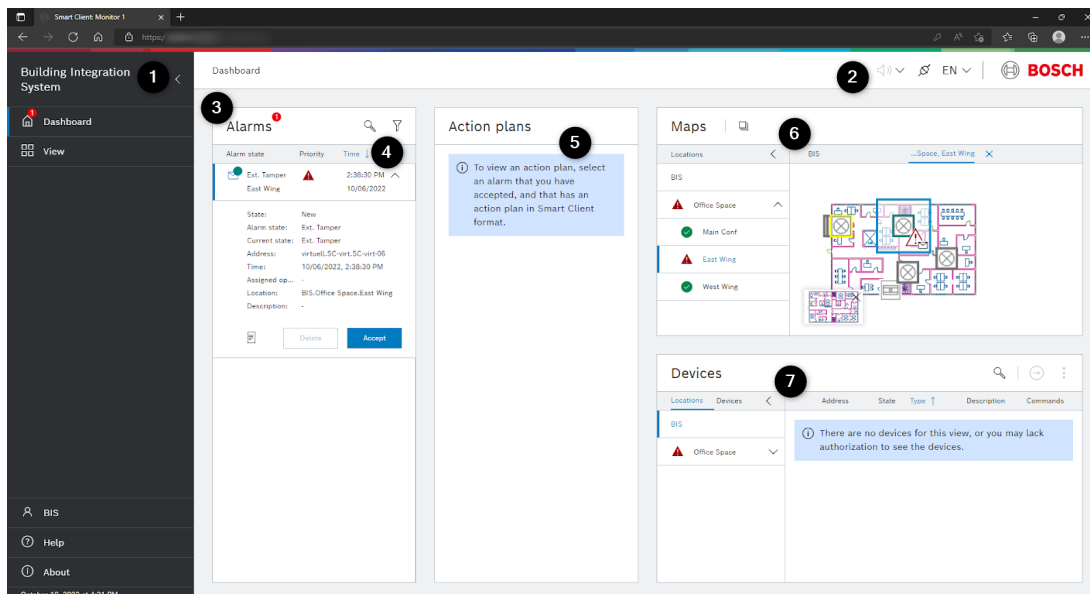 Smart Client: Monitor 1
https:/
Building Integration System
1
Dashboard
2
EN
BOSCH
1
Dashboard
View
3
Alarms
1
4
Alarm state Priority Time ↓
Ext. Tamper 2:38:30 PM
East Wing 10/06/2022
State: New
Alarm state: Ext. Tamper
Current state: Ext. Tamper
Address: virtuell.SC-virt.SC-virt-06
Time: 10/06/2022, 2:38:30 PM
Assigned op... -
Location: BIS.Office Space.East Wing
Description: -
Delete Accept
Action plans
5
To view an action plan, select
an alarm that you have
accepted, and that has an
action plan in Smart Client
format.
Maps
6
Locations
BIS ...Space, East Wing
BIS
Office Space
Main Conf
East Wing
West Wing
Devices
7
Locations Devices
Address State Type ↑ Description Commands
BIS
Office Space
There are no devices for this view, or you may lack
authorization to see the devices.
BIS
Help
About